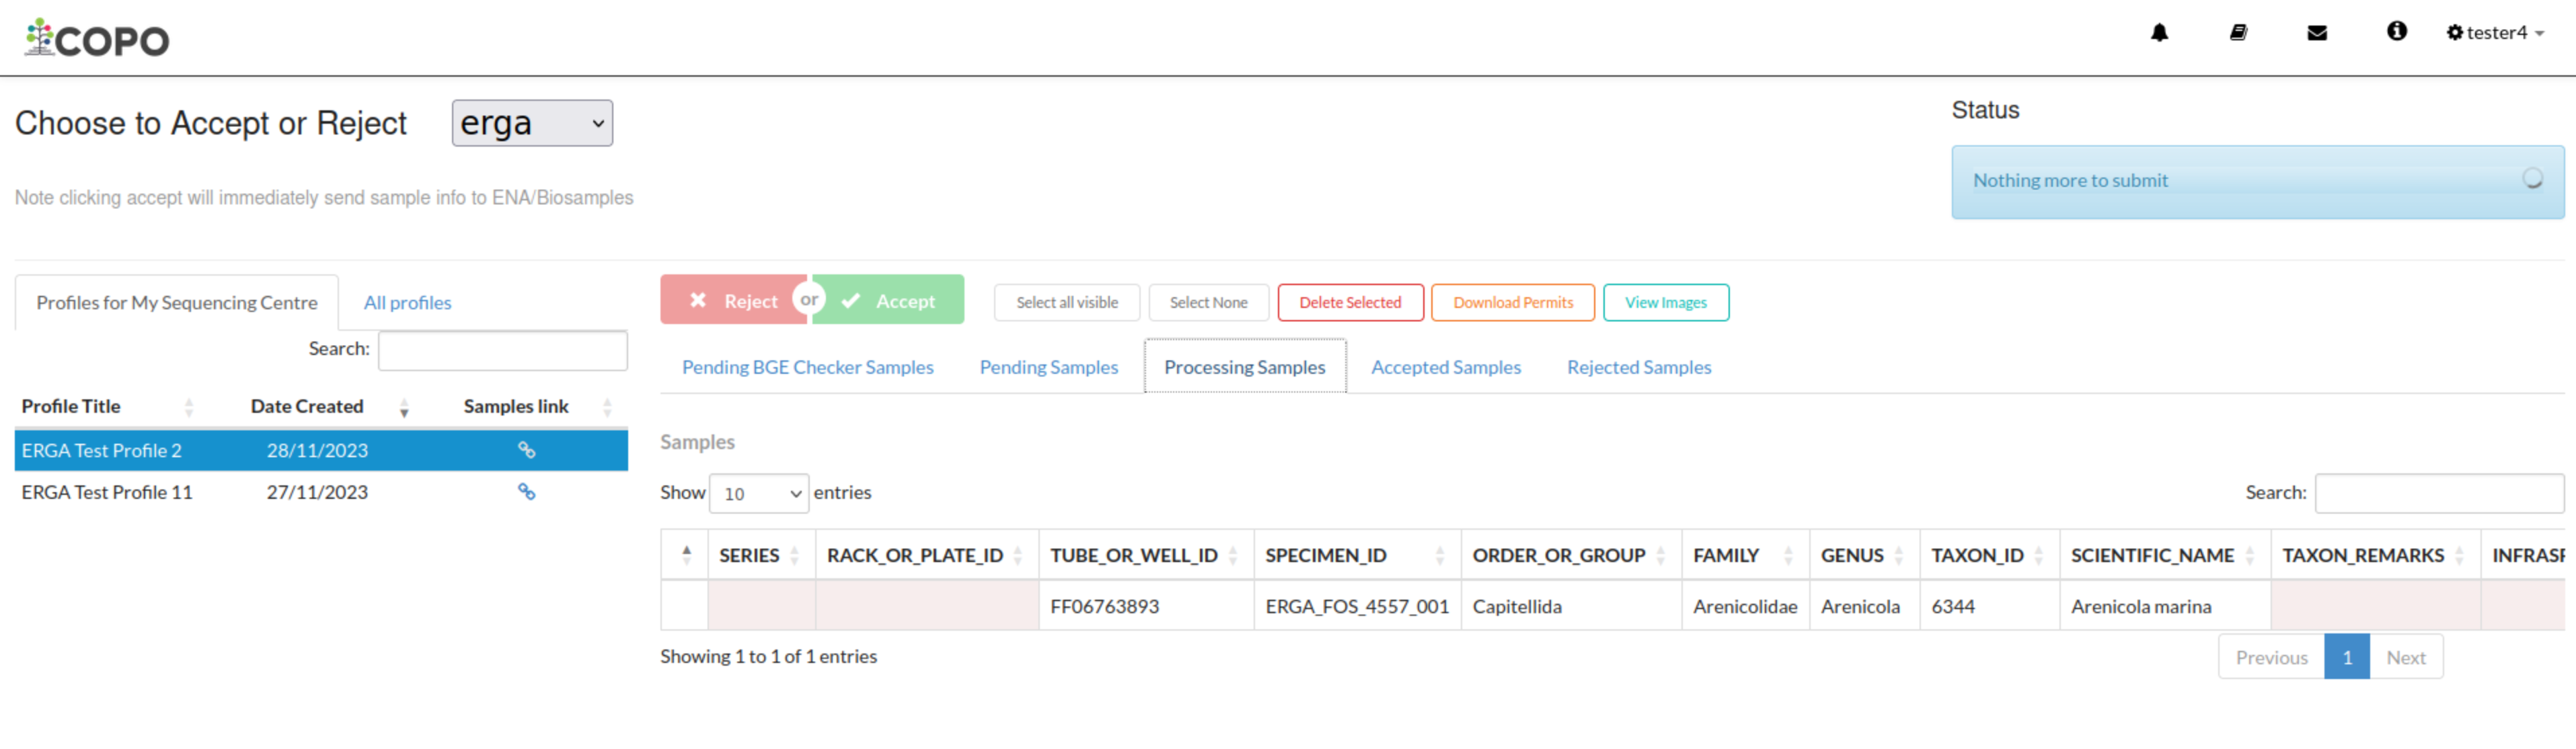 COPO
tester4
Choose to Accept or Reject erga
Status
Nothing more to submit
Note clicking accept will immediately send sample info to ENA/Biosamples
Profiles for My Sequencing Centre All profiles
Search:
Profile Title Date Created Samples link
ERGA Test Profile 2 28/11/2023
ERGA Test Profile 11 27/11/2023
Reject or Accept Select all visible Select None Delete Selected Download Permits View Images
Pending BGE Checker Samples Pending Samples Processing Samples Accepted Samples Rejected Samples
Samples
Show 10 entries Search:
SERIES RACK_OR_PLATE_ID TUBE_OR_WELL_ID SPECIMEN_ID ORDER_OR_GROUP FAMILY GENUS TAXON_ID SCIENTIFIC_NAME TAXON_REMARKS
FF06763893 ERGA_FOS_4557_001 Capitellida Arenicolidae Arenicola 6344 Arenicola marina
Showing 1 to 1 of 1 entries
Previous 1 Next